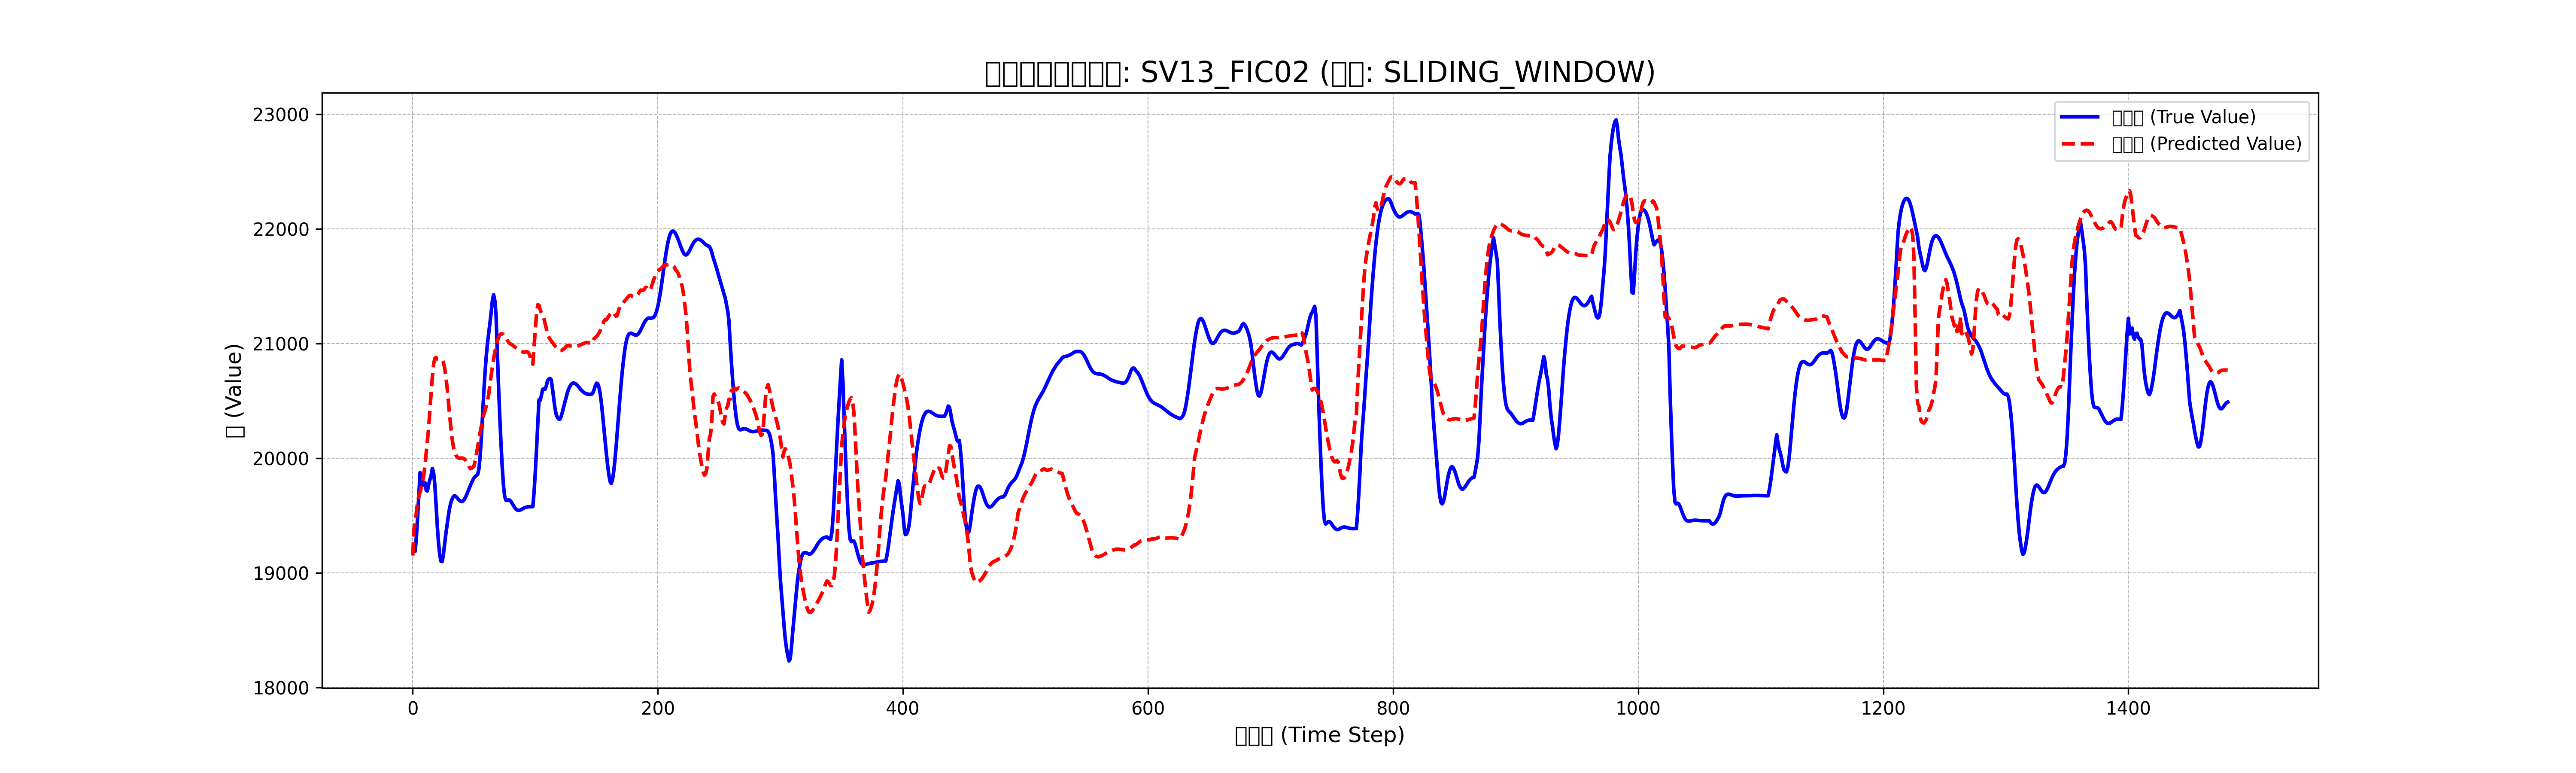 : SV13_FIC02 (: SLIDING_WINDOW)
(True Value)
(Predicted Value)
(Value)
23000
22000
21000
20000
19000
18000
0 200 400 600 800 1000 1200 1400
(Time Step)